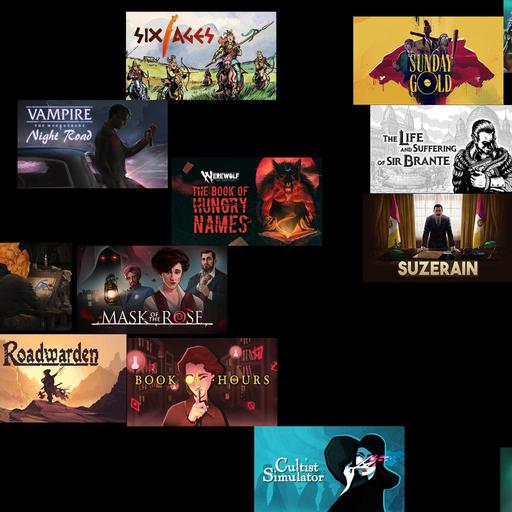 SIX AGES
SUNDAY
GOLD
VAMPIRE
THE MASQUERADE
Night Road
THE LIFE
AND SUFFERING
OF SIR BRANTE
WEREWOLF
THE BOOK OF
HUNGRY
NAMES
SUZERAIN
MASK OF THE ROSE
Roadwarden
BOOK OF HOURS
Cultist
Simulator